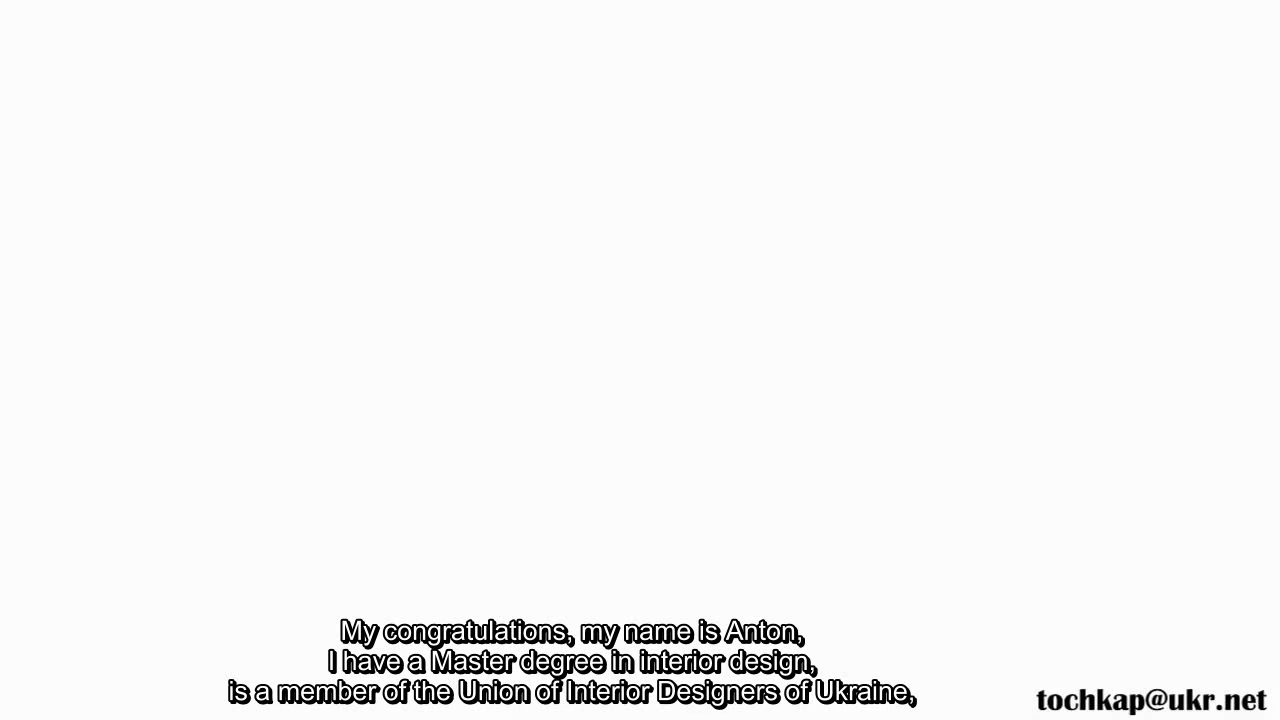 My congratulations, my name is Anton,
I have a Master degree in interior design,
is a member of the Union of Interior Designers of Ukraine,
tochkap@ukr.net